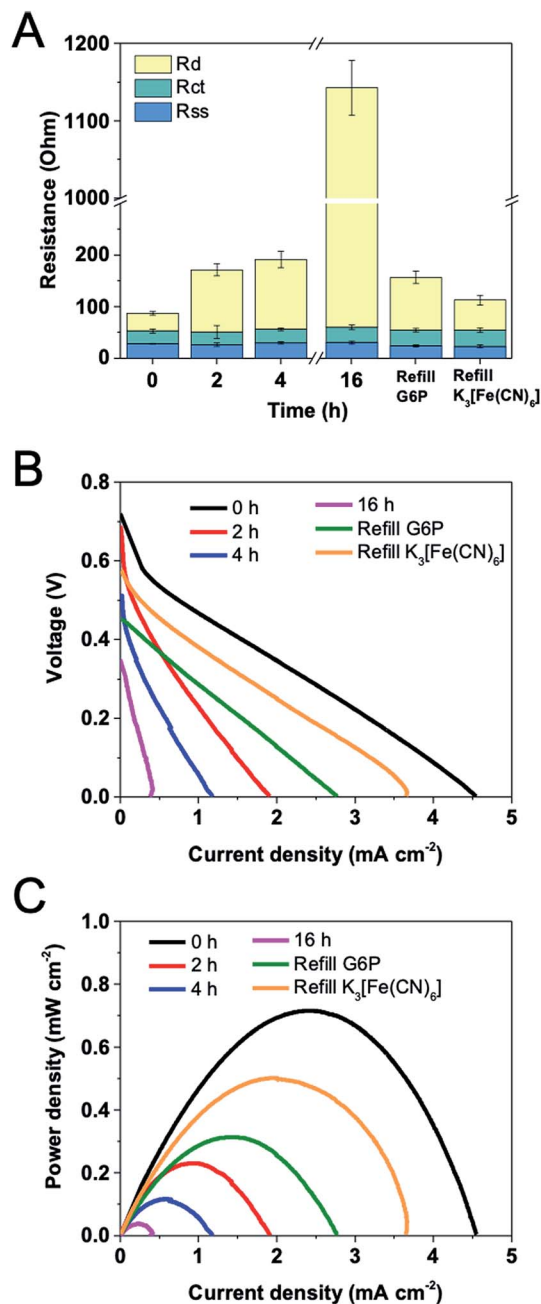 A
1200
1100
1000
200
100
0
Resistance (Ohm)
Rd
Rct
Rss
0
2
4
16
Refill
G6P
Refill
K₃[Fe(CN)₆]
Time (h)
B
0.8
0.6
0.4
0.2
0.0
Voltage (V)
0 h
2 h
4 h
16 h
Refill G6P
Refill K₃[Fe(CN)₆]
0
1
2
3
4
5
Current density (mA cm⁻²)
C
1.0
0.8
0.6
0.4
0.2
0.0
Power density (mW cm⁻²)
0 h
2 h
4 h
16 h
Refill G6P
Refill K₃[Fe(CN)₆]
0
1
2
3
4
5
Current density (mA cm⁻²)